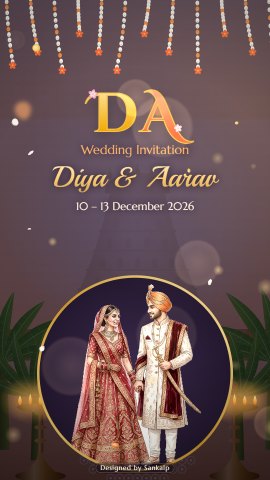 DA
Wedding Invitation
Diya & Aarav
10 – 13 December 2026
Designed by Sankalp